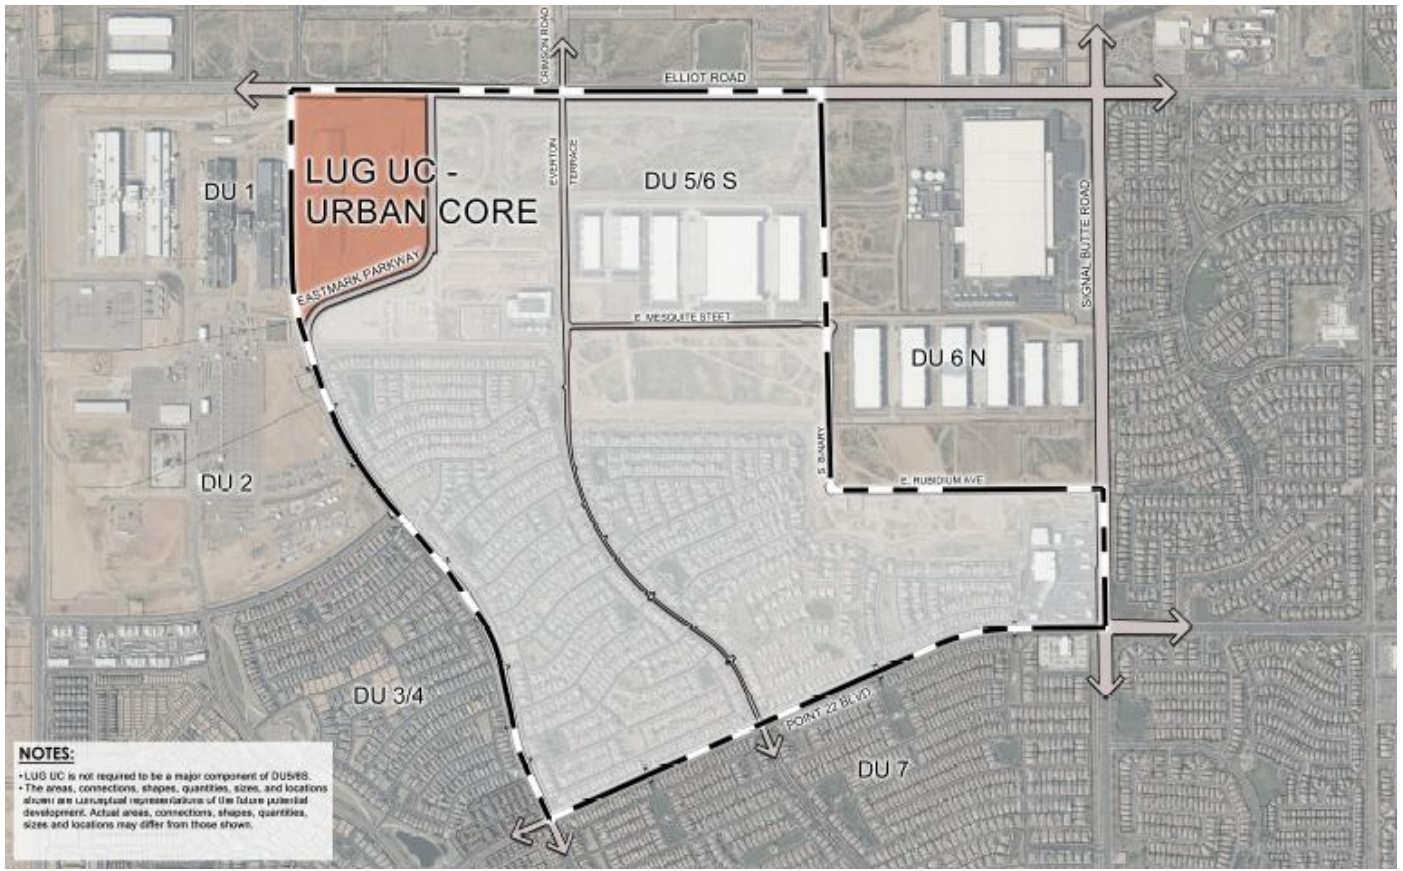 CRIMSON ROAD
ELLIOT ROAD
LUG UC -
URBAN CORE
DU 1
EVERTON
TERRACE
DU 5/6 S
SIGNAL BUTTE ROAD
EASTMARK PARKWAY
E. MESQUITE STEET
DU 6 N
S. BINARY
E. RUBIDIUM AVE
DU 2
DU 3/4
POINT 22 BLVD
DU 7
NOTES:
• LUG UC is not required to be a major component of DU5/6S.
• The areas, connections, shapes, quantities, sizes, and locations
shown are conceptual representations of the future potential
development. Actual areas, connections, shapes, quantities,
sizes and locations may differ from those shown.